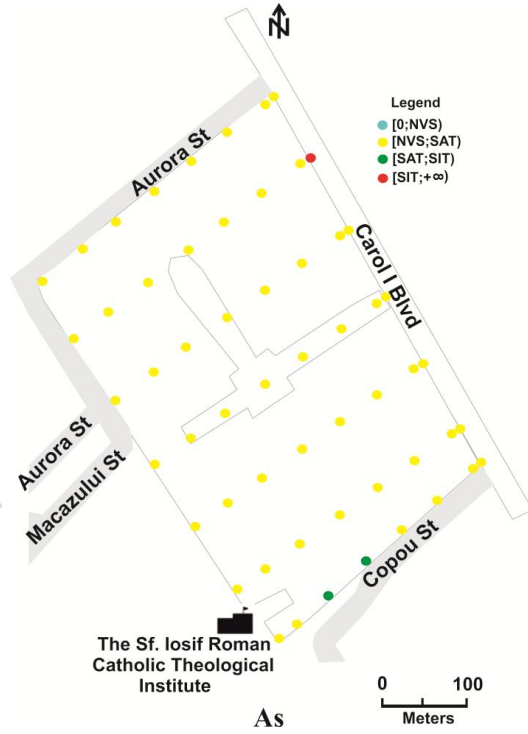 N
Legend
[0;NVS)
[NVS;SAT)
[SAT;SIT)
[SIT;+∞)
Aurora St
Carol I Blvd
Aurora St
Macazului St
Copou St
The Sf. Iosif Roman
Catholic Theological
Institute
0 100
Meters
As